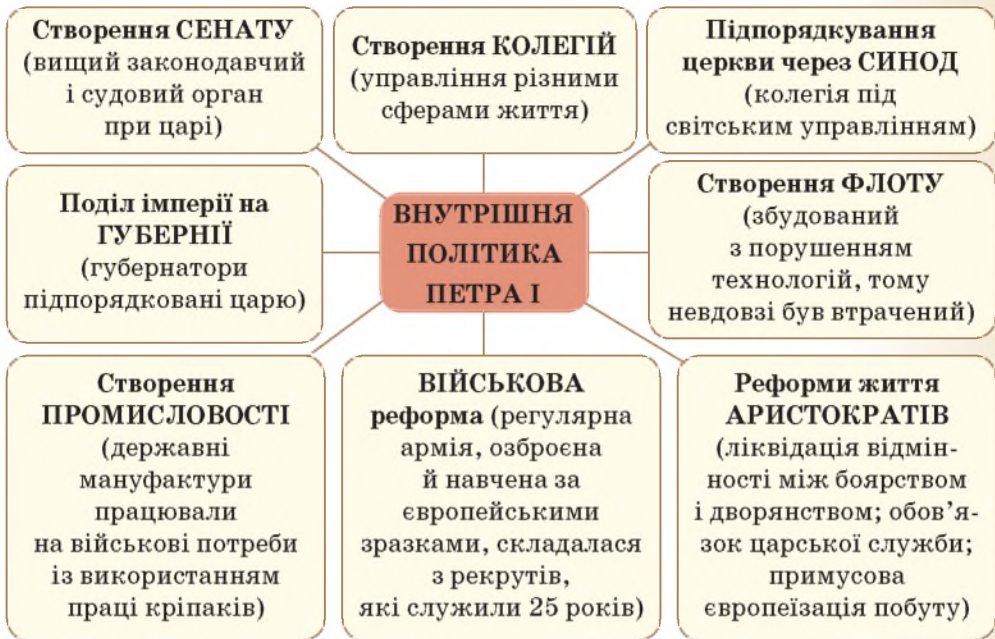 Створення СЕНАТУ
(вищий законодавчий
і судовий орган
при царі)
Створення КОЛЕГІЙ
(управління різними
сферами життя)
Підпорядкування
церкви через СИНОД
(колегія під
світським управлінням)
Поділ імперії на
ГУБЕРНІЇ
(губернатори
підпорядковані царю)
ВНУТРІШНЯ
ПОЛІТИКА
ПЕТРА І
Створення ФЛОТУ
(збудований
з порушенням
технологій, тому
невдовзі був втрачений)
Створення
ПРОМИСЛОВОСТІ
(державні
мануфактури
працювали
на військові потреби
із використанням
праці кріпаків)
ВІЙСЬКОВА
реформа (регулярна
армія, озброєна
й навчена за
європейськими
зразками, складалася
з рекрутів,
які служили 25 років)
Реформи життя
АРИСТОКРАТІВ
(ліквідація відмін-
ності між боярством
і дворянством; обов’я-
зок царської служби;
примусова
європеїзація побуту)